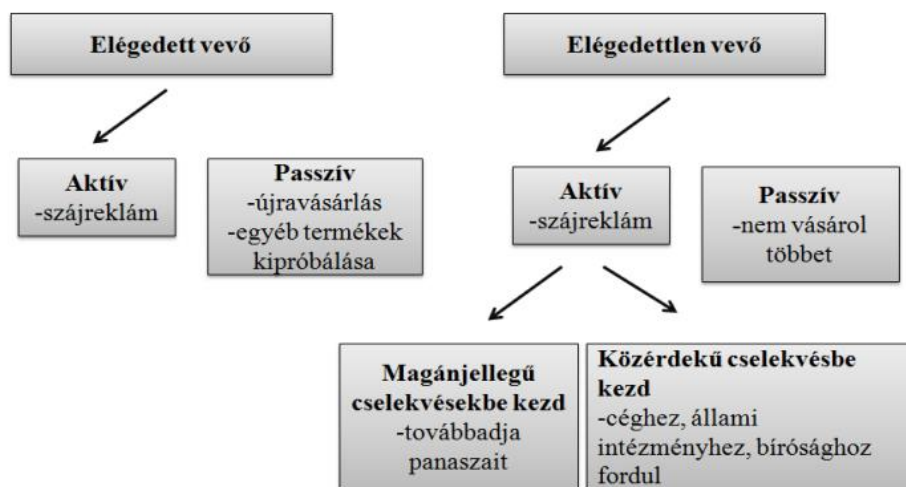 Elégedett vevő
Elégedettlen vevő
Aktív
-szájreklám
Passzív
-újravásárlás
-egyéb termékek
kipróbálása
Aktív
-szájreklám
Passzív
-nem vásárol
többet
Magánjellegű
cselekvésekbe kezd
-továbbadja
panaszait
Közérdekű cselekvésbe
kezd
-céghez, állami
intézményhez, bírósághoz
fordul